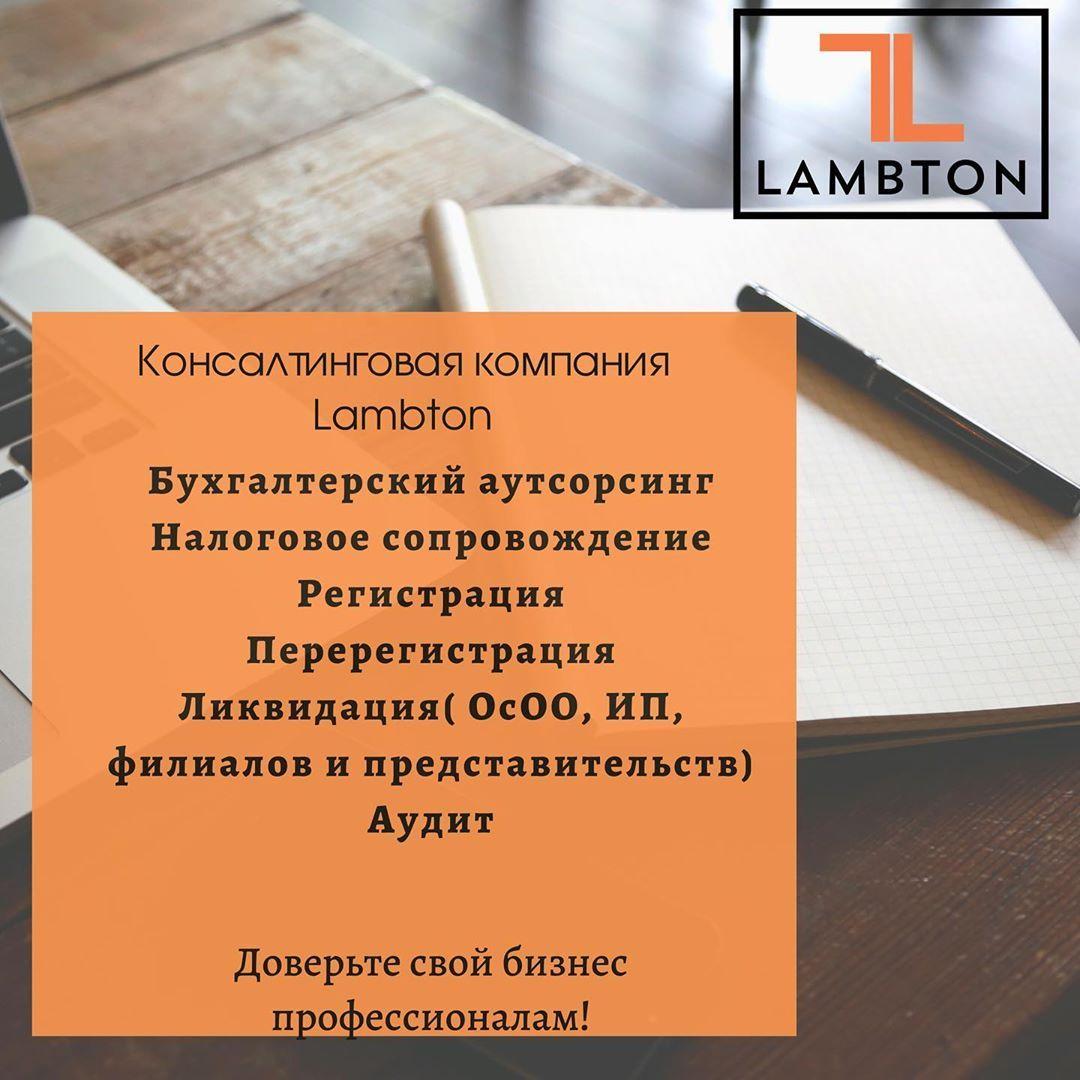 LAMBTON
Консалтинговая компания
Lambton
Бухгалтерский аутсорсинг
Налоговое сопровождение
Регистрация
Перерегистрация
Ликвидация( ОсОО, ИП,
филиалов и представительств)
Аудит
Доверьте свой бизнес
профессионалам!